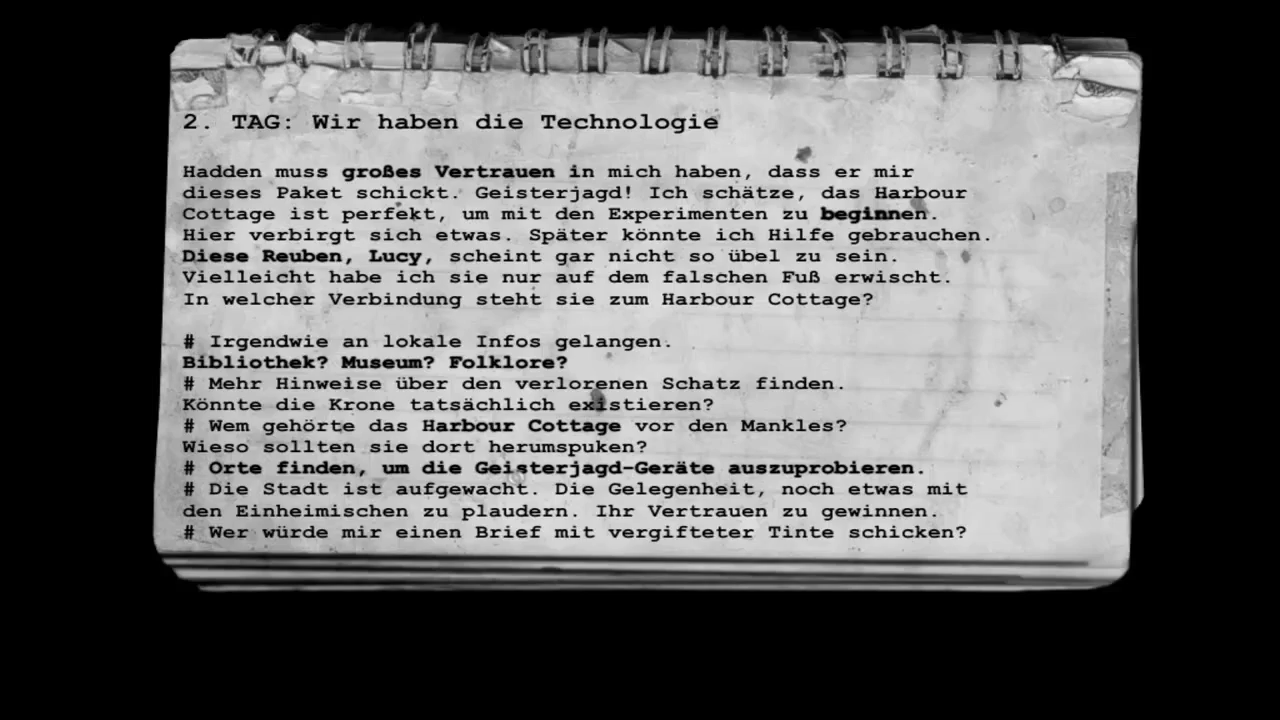 2. TAG: Wir haben die Technologie
Hadden muss großes Vertrauen in mich haben, dass er mir
dieses Paket schickt. Geisterjagd! Ich schätze, das Harbour
Cottage ist perfekt, um mit den Experimenten zu beginnen.
Hier verbirgt sich etwas. Später könnte ich Hilfe gebrauchen.
Diese Reuben, Lucy, scheint gar nicht so übel zu sein.
Vielleicht habe ich sie nur auf dem falschen Fuß erwischt.
In welcher Verbindung steht sie zum Harbour Cottage?
# Irgendwie an lokale Infos gelangen.
Bibliothek? Museum? Folklore?
# Mehr Hinweise über den verlorenen Schatz finden.
Könnte die Krone tatsächlich existieren?
# Wem gehörte das Harbour Cottage vor den Mankles?
Wieso sollten sie dort herumspuken?
# Orte finden, um die Geisterjagd-Geräte auszuprobieren.
# Die Stadt ist aufgewacht. Die Gelegenheit, noch etwas mit
den Einheimischen zu plaudern. Ihr Vertrauen zu gewinnen.
# Wer würde mir einen Brief mit vergifteter Tinte schicken?